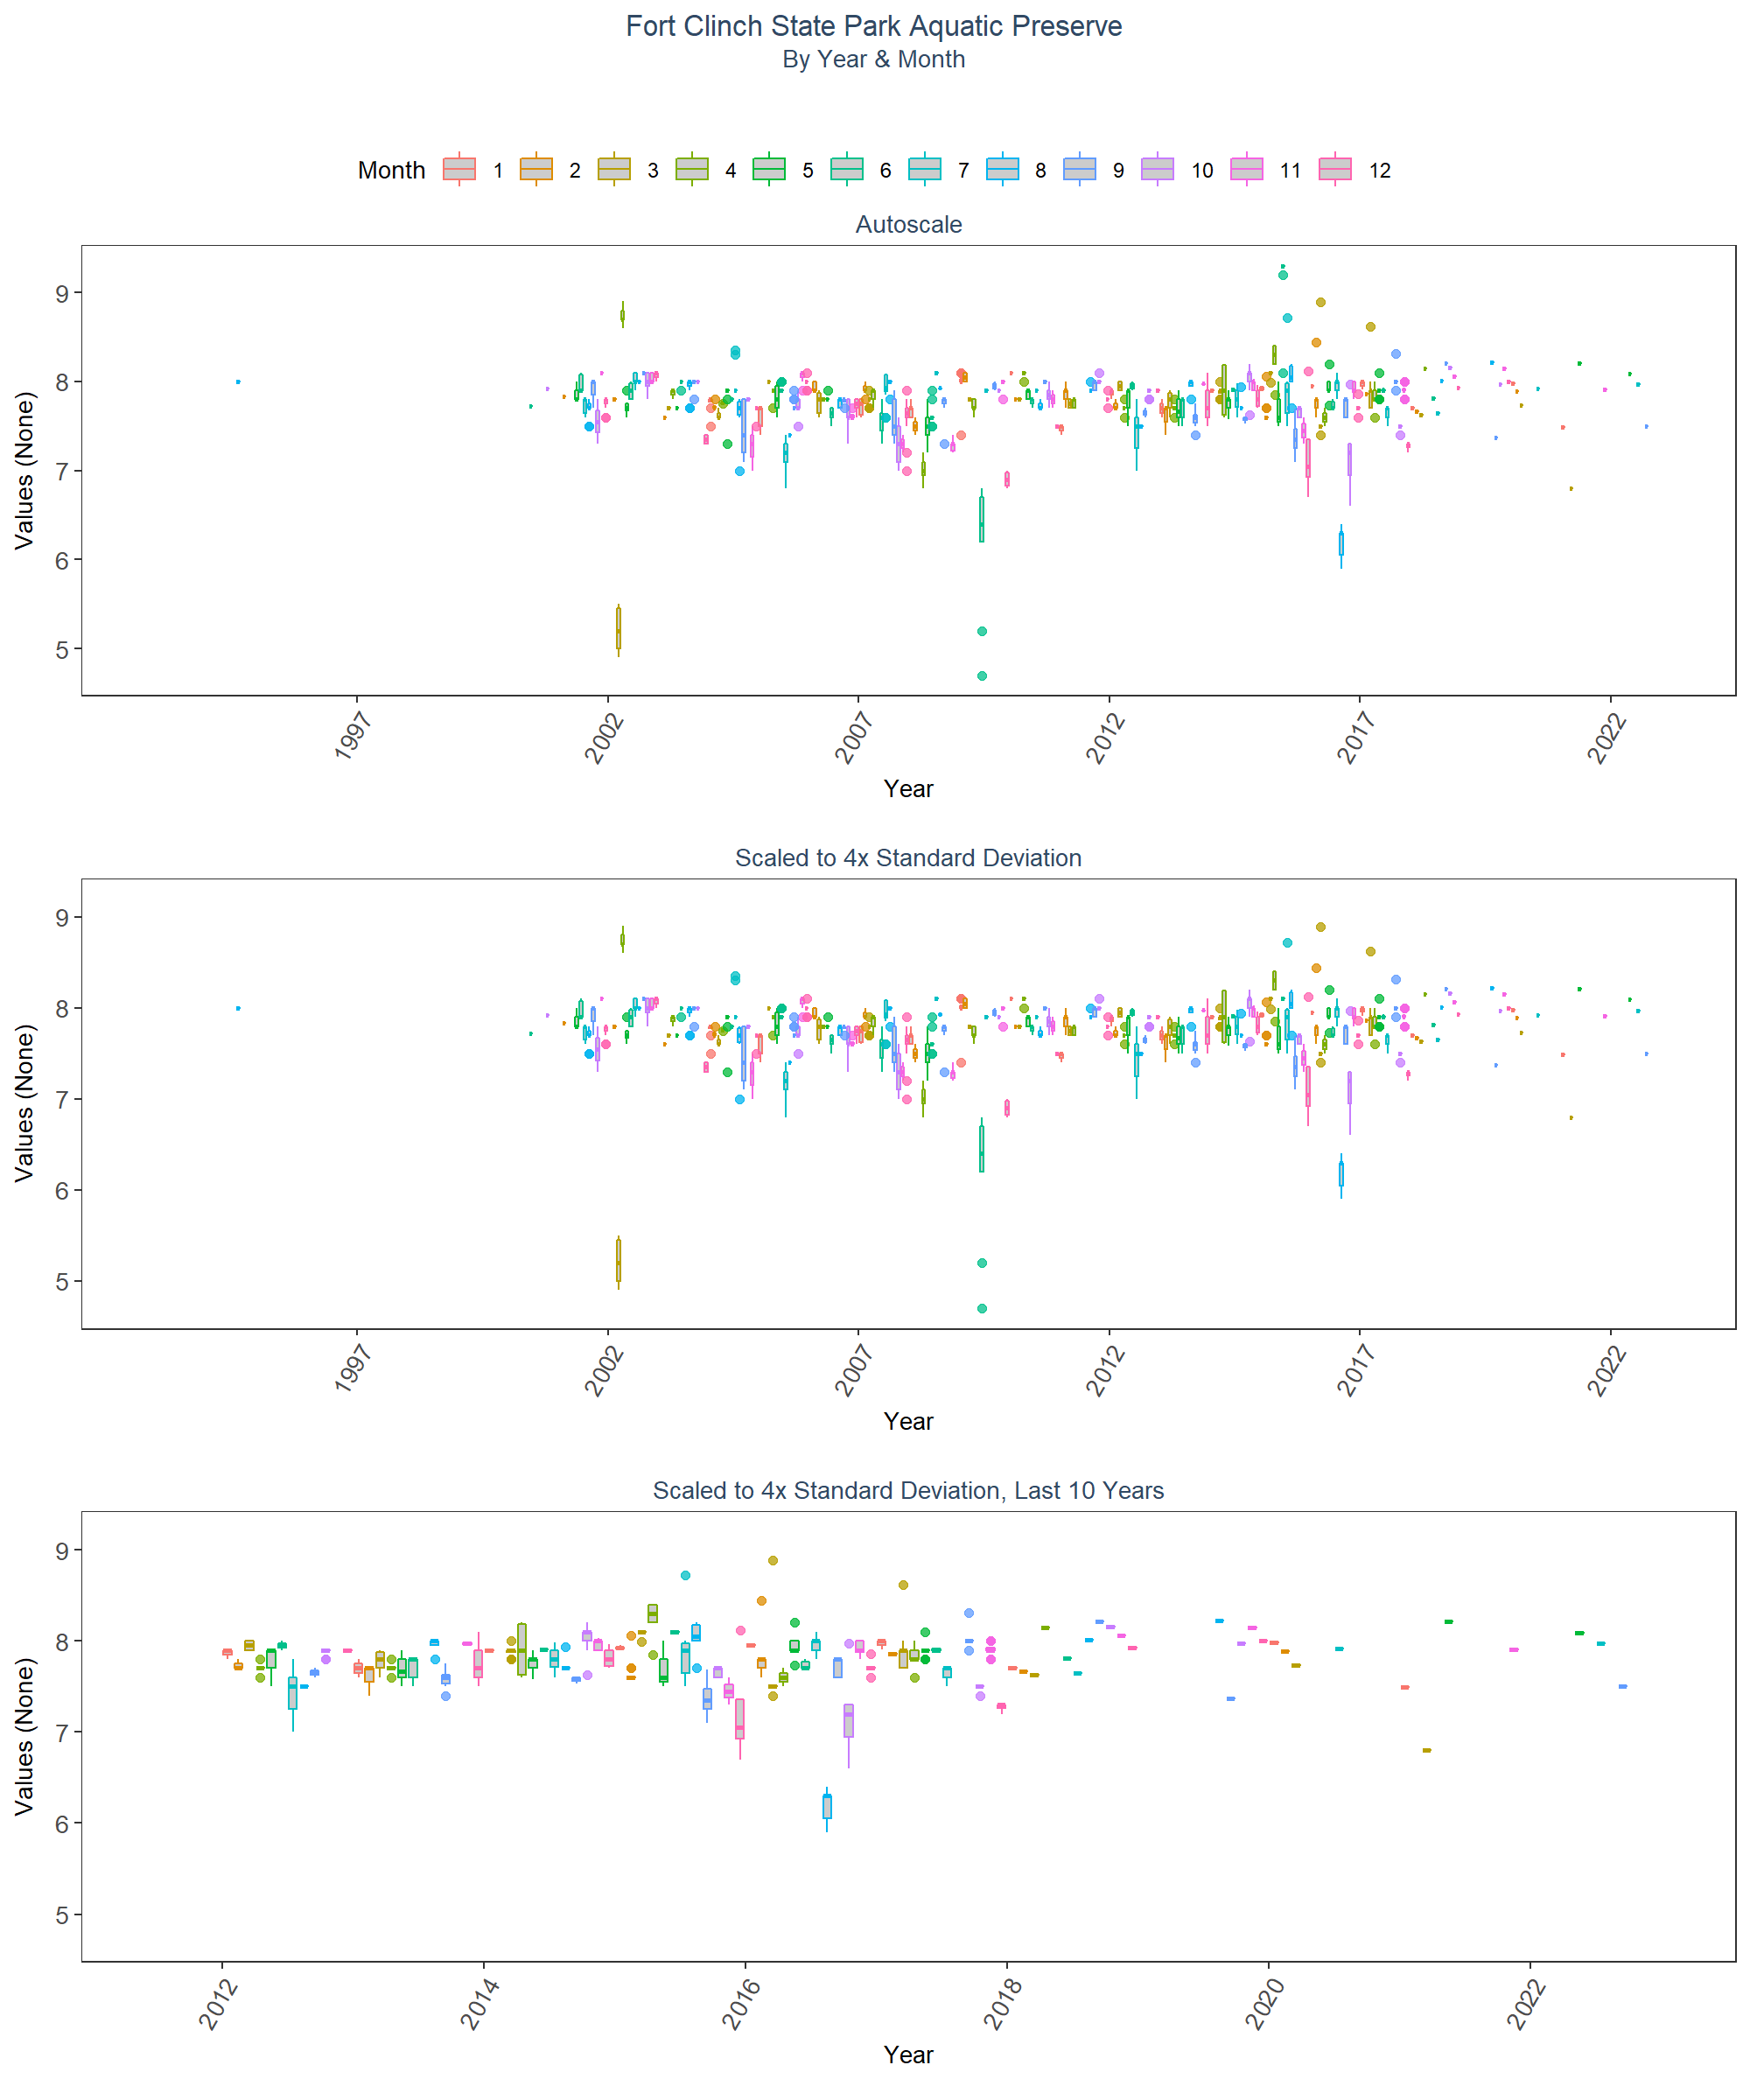 Fort Clinch State Park Aquatic Preserve
By Year & Month
Month 1 2 3 4 5 6 7 8 9 10 11 12
Autoscale
Values (None)
9
8
7
6
5
1997 2002 2007 2012 2017 2022
Year
Scaled to 4x Standard Deviation
Values (None)
9
8
7
6
5
1997 2002 2007 2012 2017 2022
Year
Scaled to 4x Standard Deviation, Last 10 Years
Values (None)
9
8
7
6
5
2012 2014 2016 2018 2020 2022
Year